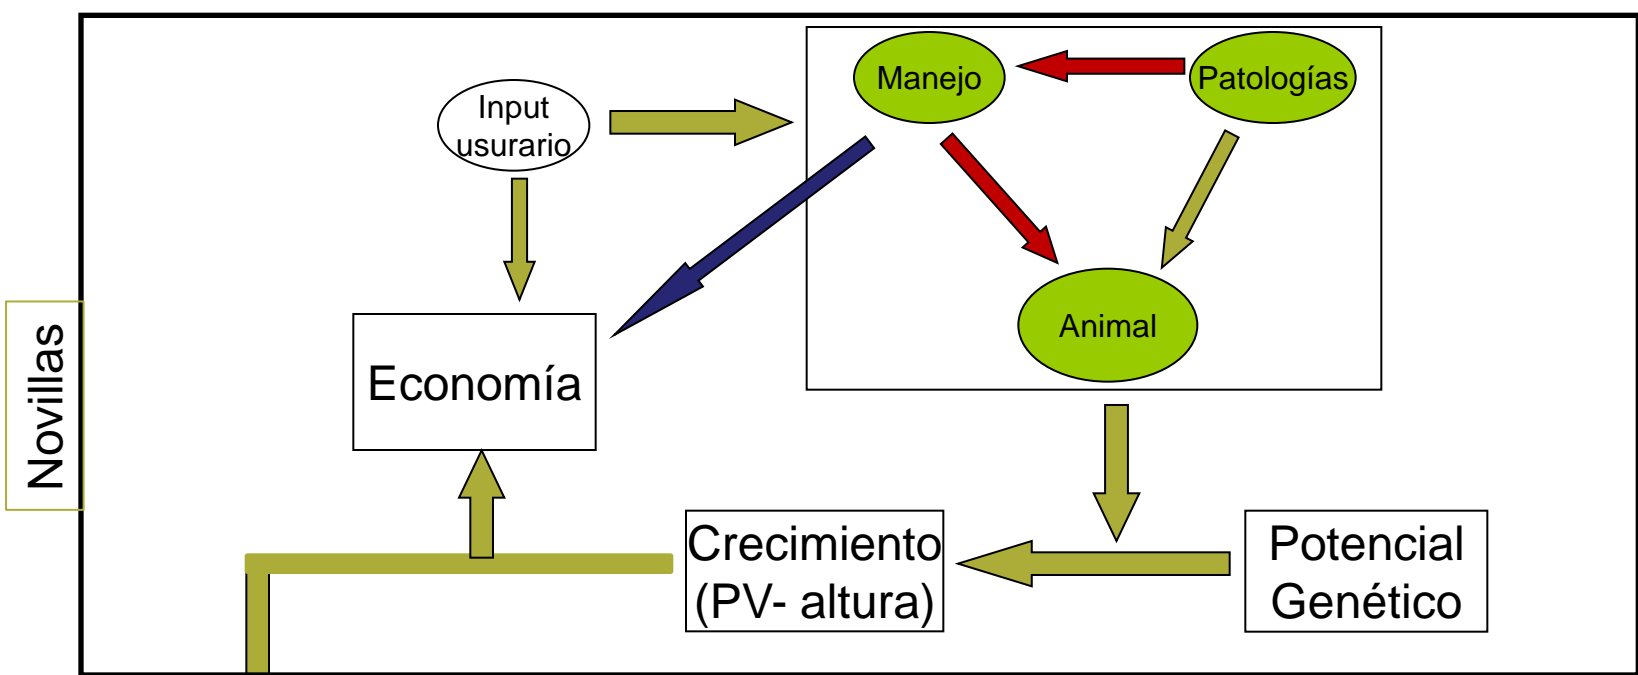 Manejo
Patologías
Input
usurario
Animal
Economía
Novillas
Crecimiento
(PV- altura)
Potencial
Genético